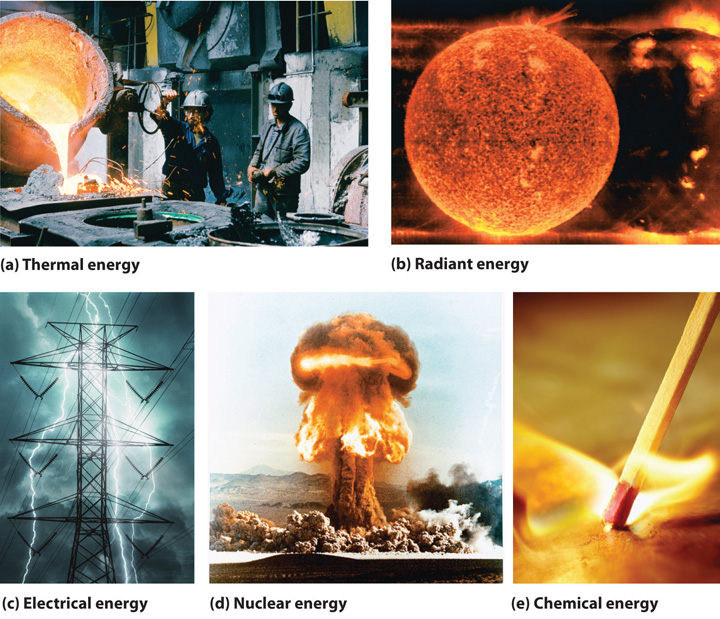 (a) Thermal energy
(b) Radiant energy
(c) Electrical energy
(d) Nuclear energy
(e) Chemical energy